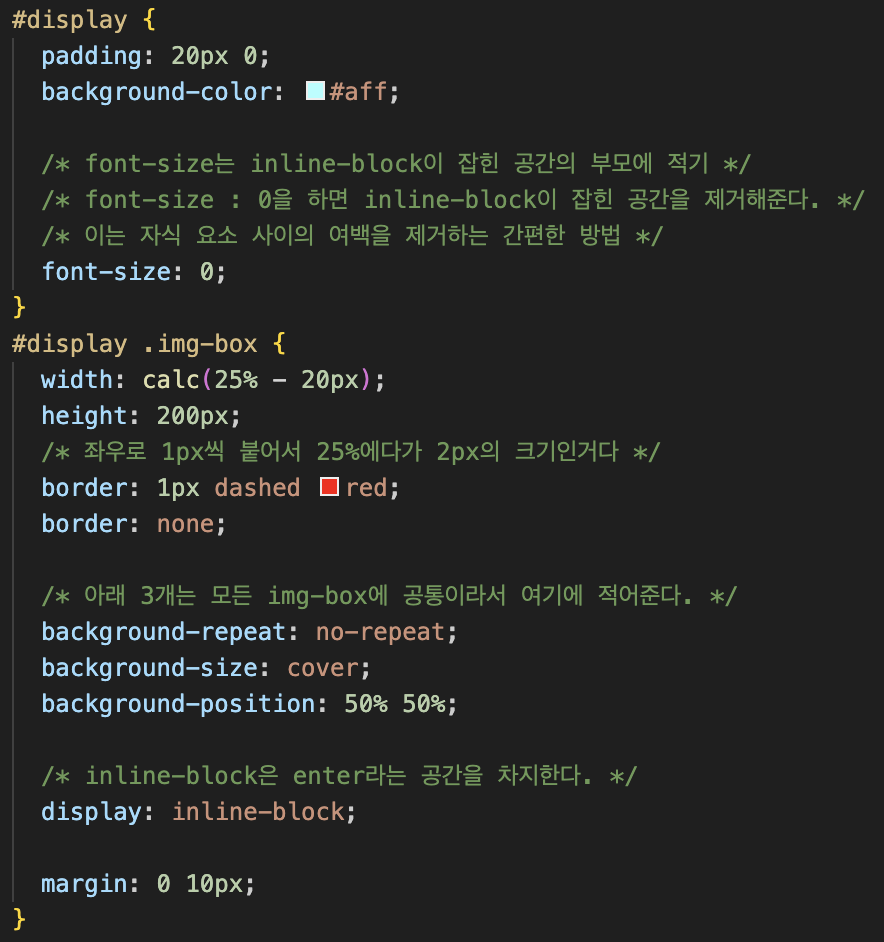 #display {
padding: 20px 0;
background-color: #aff;
/* font-size는 inline-block이 잡힌 공간의 부모에 적기 */
/* font-size : 0을 하면 inline-block이 잡힌 공간을 제거해준다. */
/* 이는 자식 요소 사이의 여백을 제거하는 간편한 방법 */
font-size: 0;
}
#display .img-box {
width: calc(25% - 20px);
height: 200px;
/* 좌우로 1px씩 붙어서 25%에다가 2px의 크기인거다 */
border: 1px dashed red;
border: none;
/* 아래 3개는 모든 img-box에 공통이라서 여기에 적어준다. */
background-repeat: no-repeat;
background-size: cover;
background-position: 50% 50%;
/* inline-block은 enter라는 공간을 차지한다. */
display: inline-block;
margin: 0 10px;
}